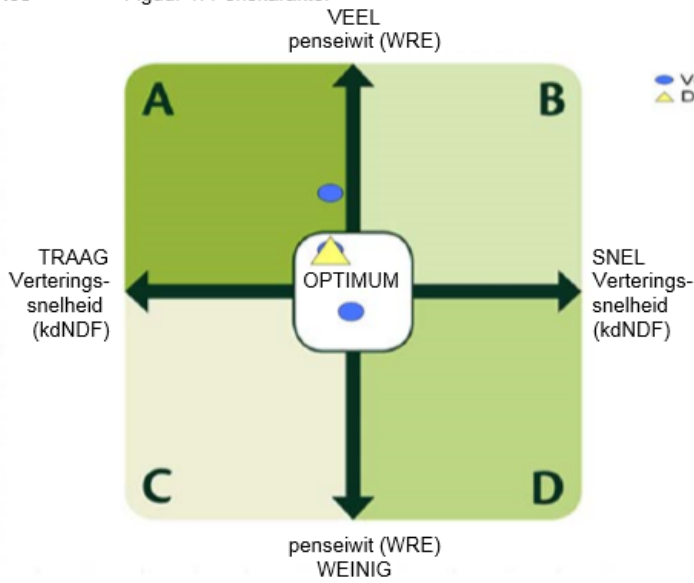 VEEL
penseiwit (WRE)
A
B
V
D
TRAAG
Verterings-
snelheid
(kdNDF)
OPTIMUM
SNEL
Verterings-
snelheid
(kdNDF)
C
D
penseiwit (WRE)
WEINIG